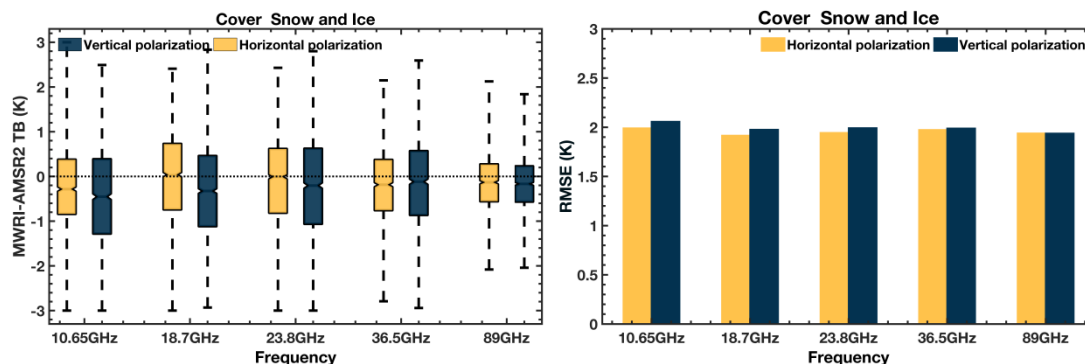 Cover Snow and Ice
Vertical polarization Horizontal polarization
MWRI-AMSR2 TB (K)
3
2
1
0
-1
-2
-3
10.65GHz 18.7GHz 23.8GHz 36.5GHz 89GHz
Frequency
Cover Snow and Ice
Horizontal polarization Vertical polarization
RMSE (K)
3
2.5
2
1.5
1
0.5
0
10.65GHz 18.7GHz 23.8GHz 36.5GHz 89GHz
Frequency